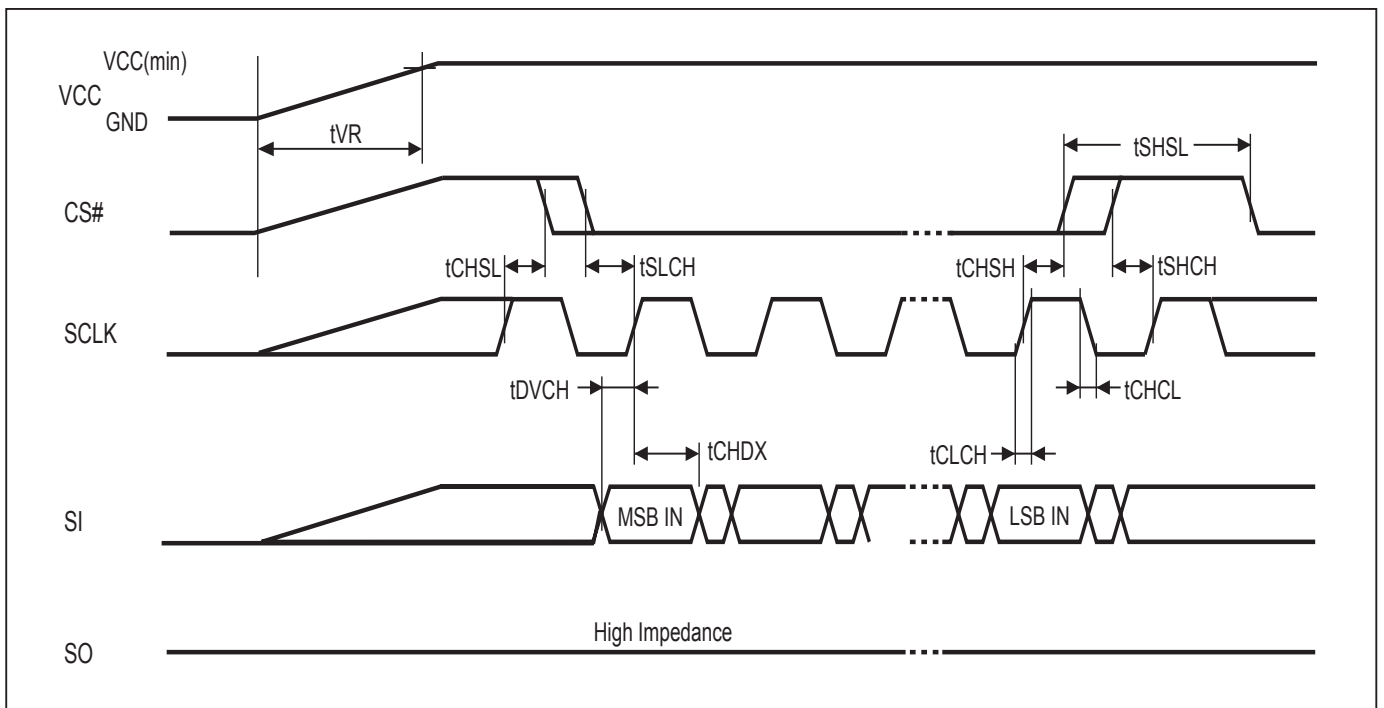 VCC(min)
VCC
GND
tVR
tSHSL
CS#
tCHSL
tSLCH
tCHSH
tSHCH
SCLK
tDVCH
tCHCL
tCHDX
tCLCH
SI
MSB IN
LSB IN
High Impedance
SO